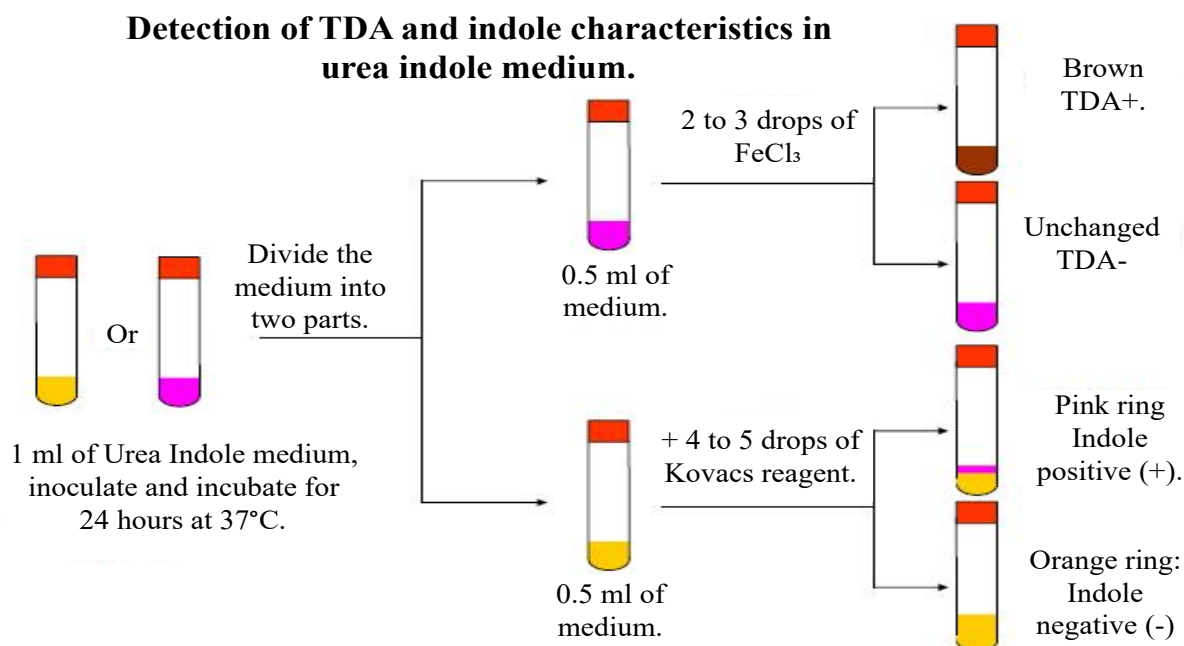 Detection of TDA and indole characteristics in
urea indole medium.
Or
1 ml of Urea Indole medium,
inoculate and incubate for
24 hours at 37°C.
Divide the
medium into
two parts.
0.5 ml of
medium.
2 to 3 drops of
FeCl₃
Brown
TDA+.
Unchanged
TDA-
0.5 ml of
medium.
+ 4 to 5 drops of
Kovacs reagent.
Pink ring
Indole
positive (+).
Orange ring:
Indole
negative (-)